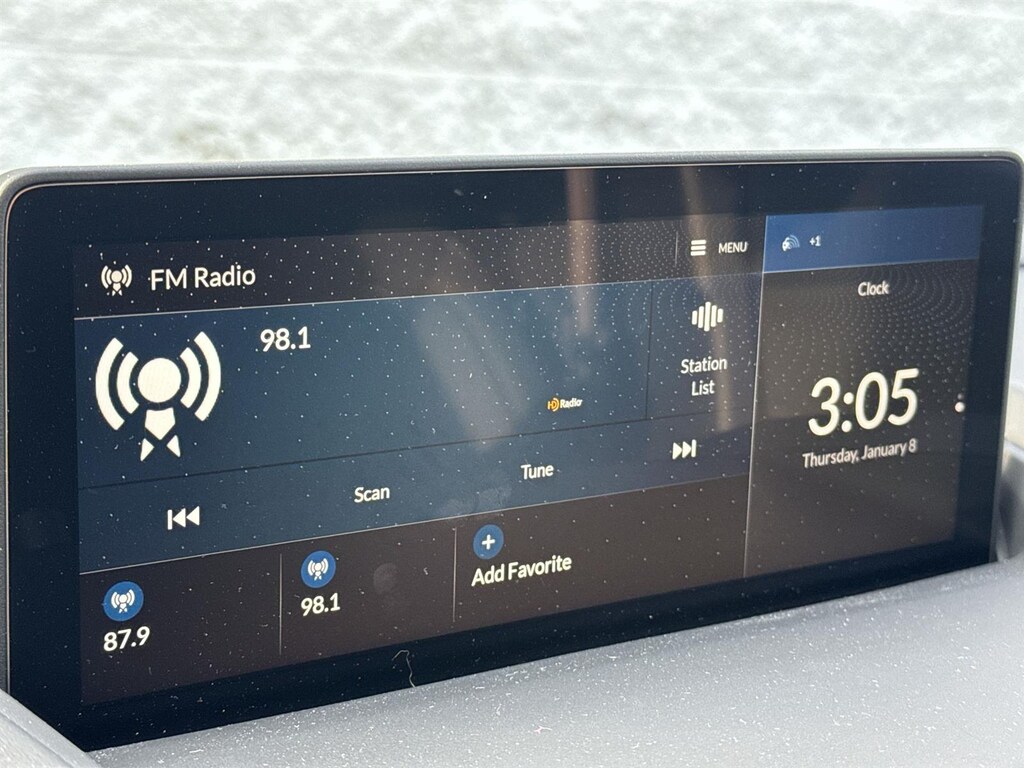 FM Radio
MENU
+1
98.1
Station
List
HD Radio
Clock
3:05
Thursday, January 8
Scan
Tune
87.9
98.1
Add Favorite